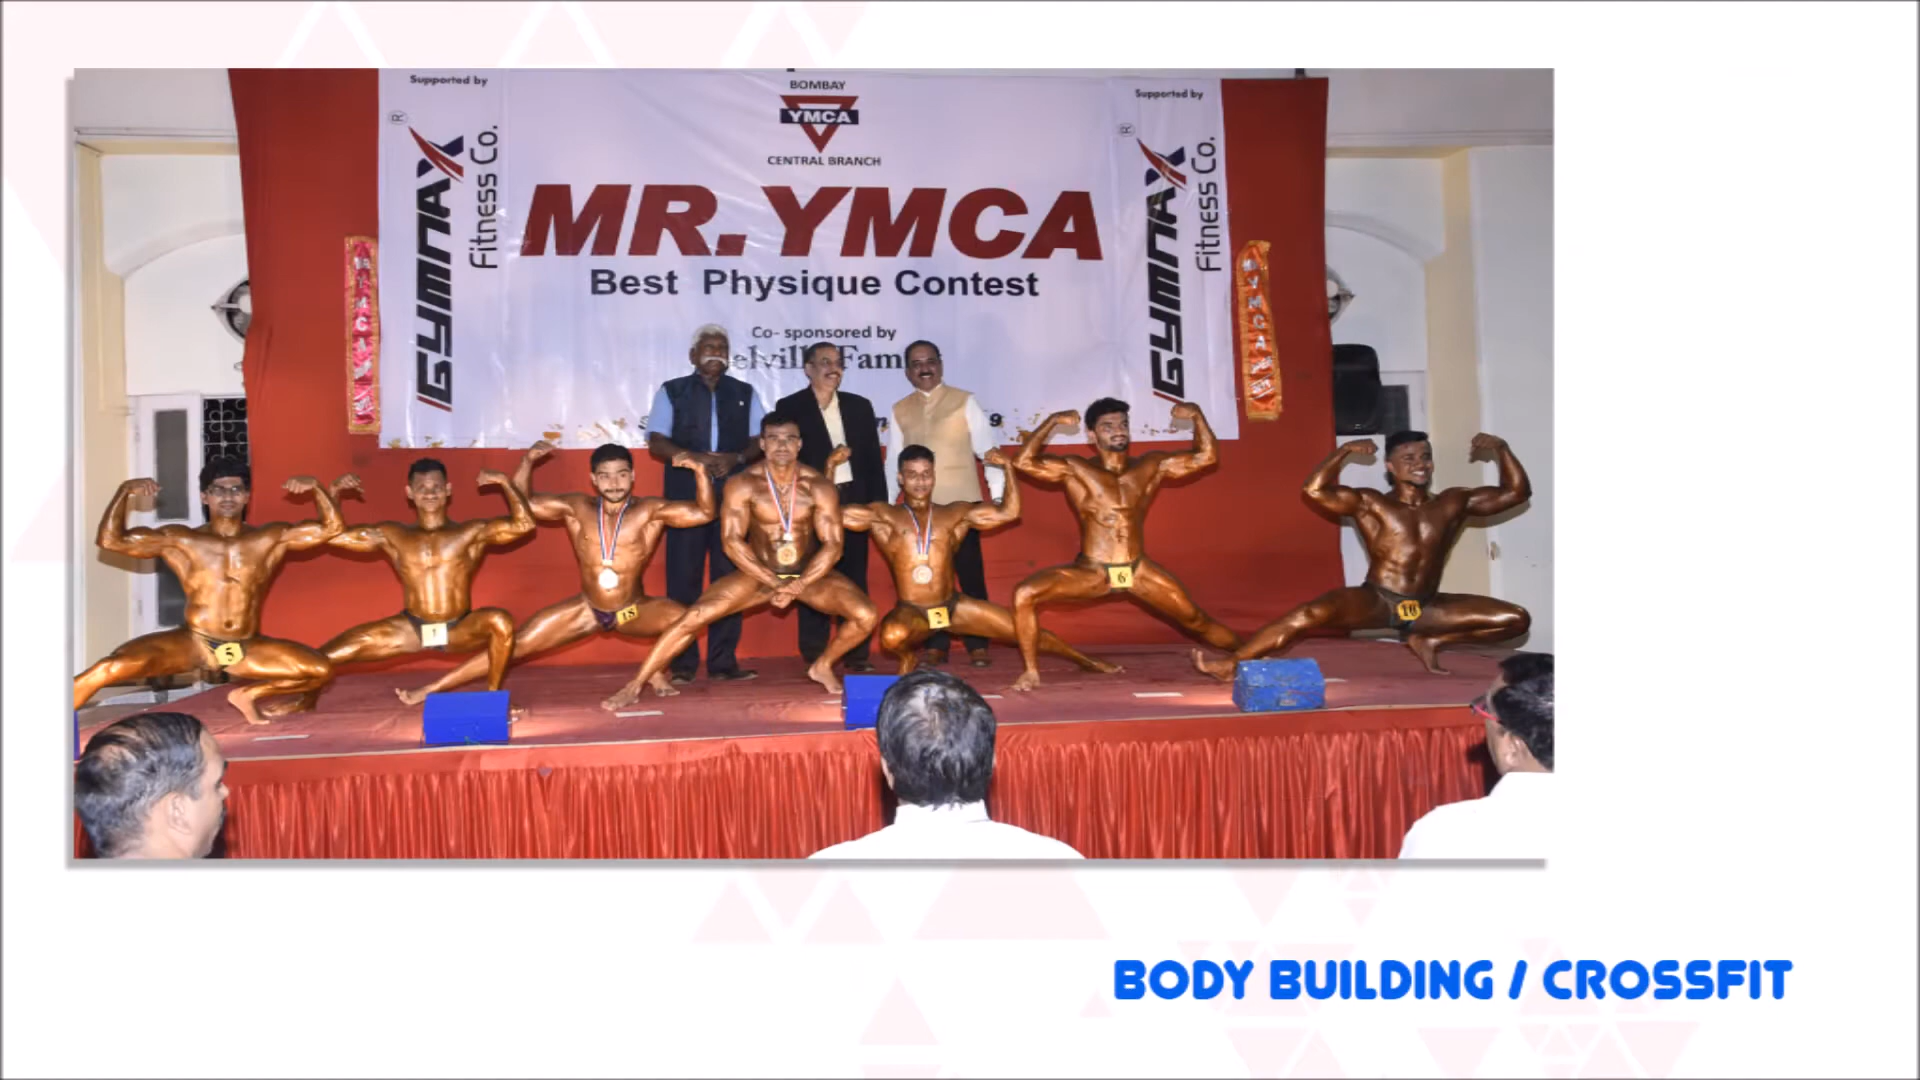 Supported by
GYMNAX®
Fitness Co.
BOMBAY
YMCA
CENTRAL BRANCH
MR. YMCA
Best Physique Contest
Co- sponsored by
Supported by
GYMNAX®
Fitness Co.
5
1
18
2
6
10
BODY BUILDING / CROSSFIT